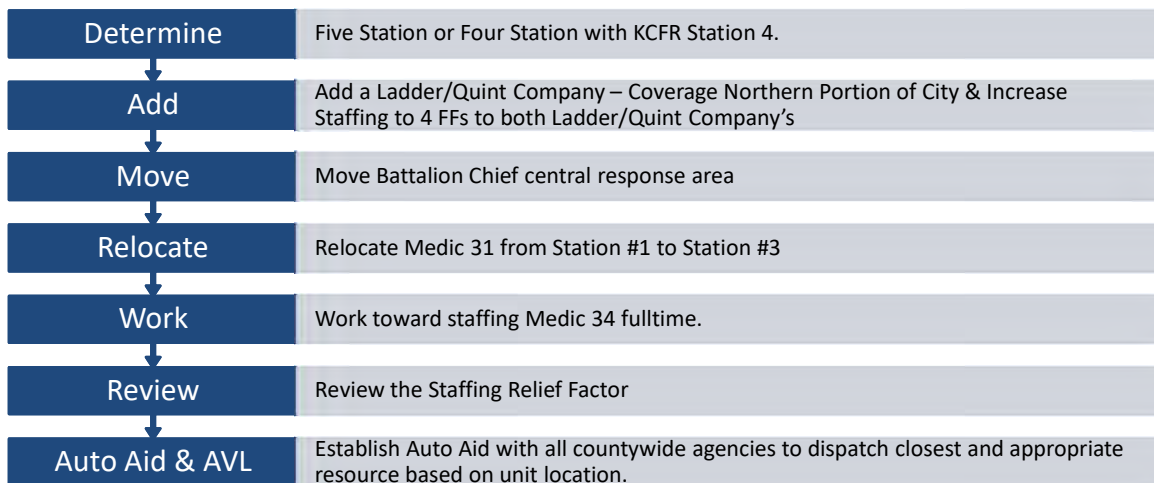 Determine
Five Station or Four Station with KCFR Station 4.
Add
Add a Ladder/Quint Company – Coverage Northern Portion of City & Increase
Staffing to 4 FFs to both Ladder/Quint Company's
Move
Move Battalion Chief central response area
Relocate
Relocate Medic 31 from Station #1 to Station #3
Work
Work toward staffing Medic 34 fulltime.
Review
Review the Staffing Relief Factor
Auto Aid & AVL
Establish Auto Aid with all countywide agencies to dispatch closest and appropriate
resource based on unit location.